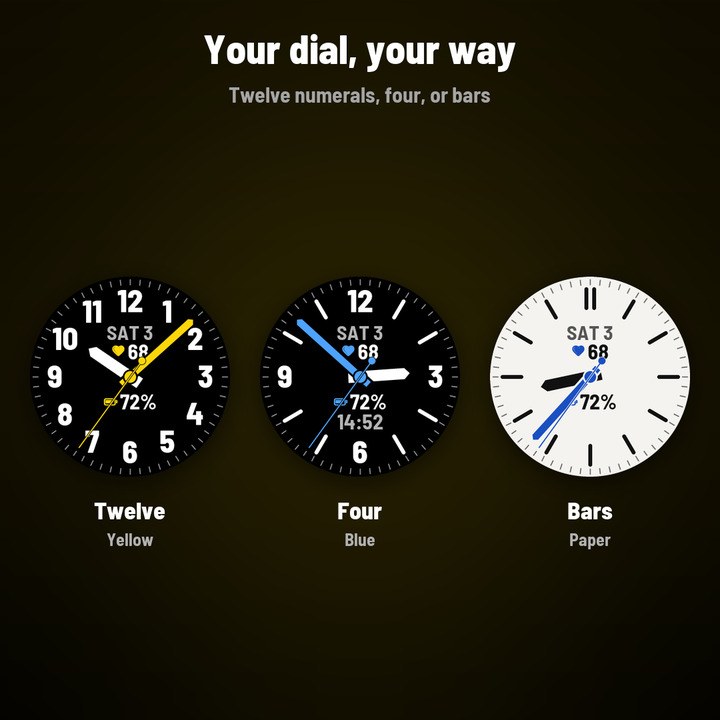 Your dial, your way
Twelve numerals, four, or bars
12
11 1
10 2
9 3
8 4
7 5
6
SAT 3
68
72%
12
9 3
6
SAT 3
68
72%
14:52
SAT 3
68
72%
Twelve
Yellow
Four
Blue
Bars
Paper